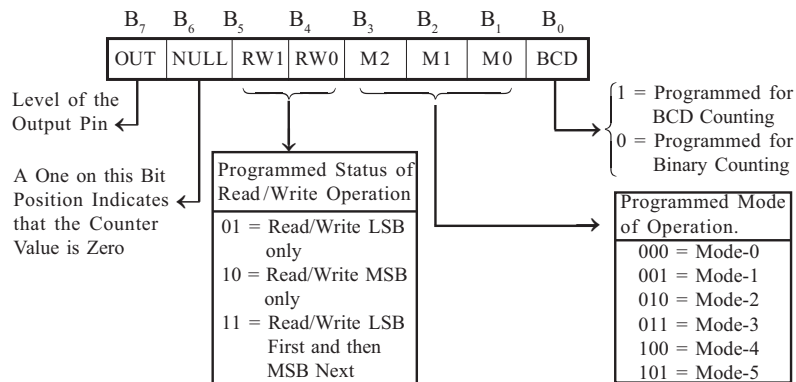 B7 B6 B5 B4 B3 B2 B1 B0
OUT NULL RW1 RW0 M2 M1 M0 BCD
Level of the
Output Pin
A One on this Bit
Position Indicates
that the Counter
Value is Zero
Programmed Status of
Read/Write Operation
01 = Read/Write LSB
only
10 = Read/Write MSB
only
11 = Read/Write LSB
First and then
MSB Next
1 = Programmed for
BCD Counting
0 = Programmed for
Binary Counting
Programmed Mode
of Operation.
000 = Mode-0
001 = Mode-1
010 = Mode-2
011 = Mode-3
100 = Mode-4
101 = Mode-5